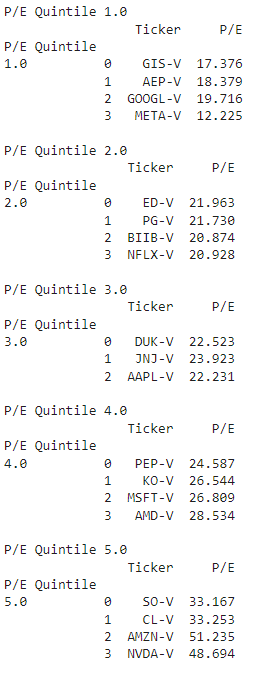 P/E Quintile 1.0
Ticker P/E
P/E Quintile
1.0 0 GIS-V 17.376
1 AEP-V 18.379
2 GOOGL-V 19.716
3 META-V 12.225
P/E Quintile 2.0
Ticker P/E
P/E Quintile
2.0 0 ED-V 21.963
1 PG-V 21.730
2 BIIB-V 20.874
3 NFLX-V 20.928
P/E Quintile 3.0
Ticker P/E
P/E Quintile
3.0 0 DUK-V 22.523
1 JNJ-V 23.923
2 AAPL-V 22.231
P/E Quintile 4.0
Ticker P/E
P/E Quintile
4.0 0 PEP-V 24.587
1 KO-V 26.544
2 MSFT-V 26.809
3 AMD-V 28.534
P/E Quintile 5.0
Ticker P/E
P/E Quintile
5.0 0 SO-V 33.167
1 CL-V 33.253
2 AMZN-V 51.235
3 NVDA-V 48.694